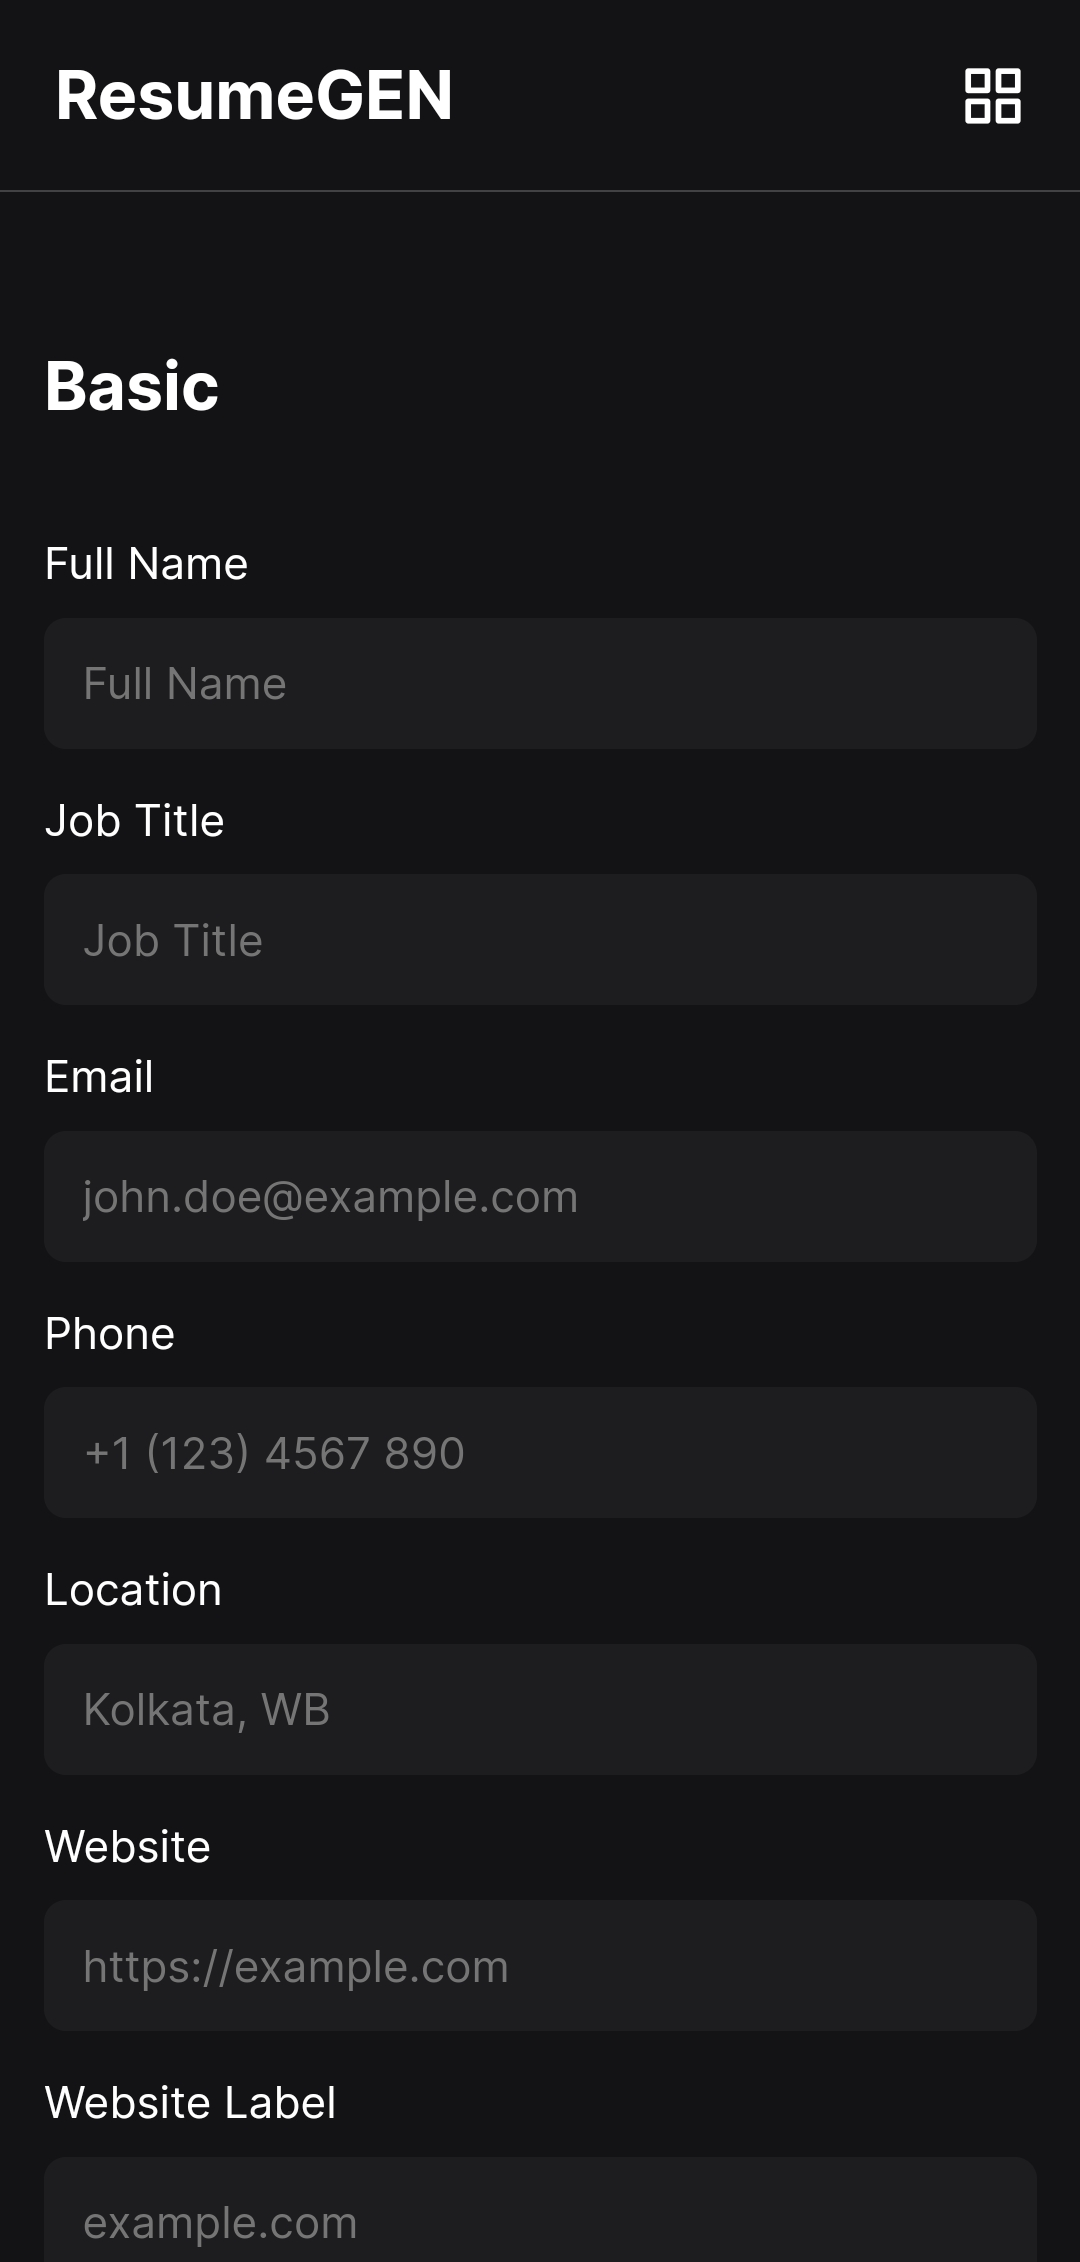 ResumeGEN
Basic
Full Name
Full Name
Job Title
Job Title
Email
john.doe@example.com
Phone
+1 (123) 4567 890
Location
Kolkata, WB
Website
https://example.com
Website Label
example.com